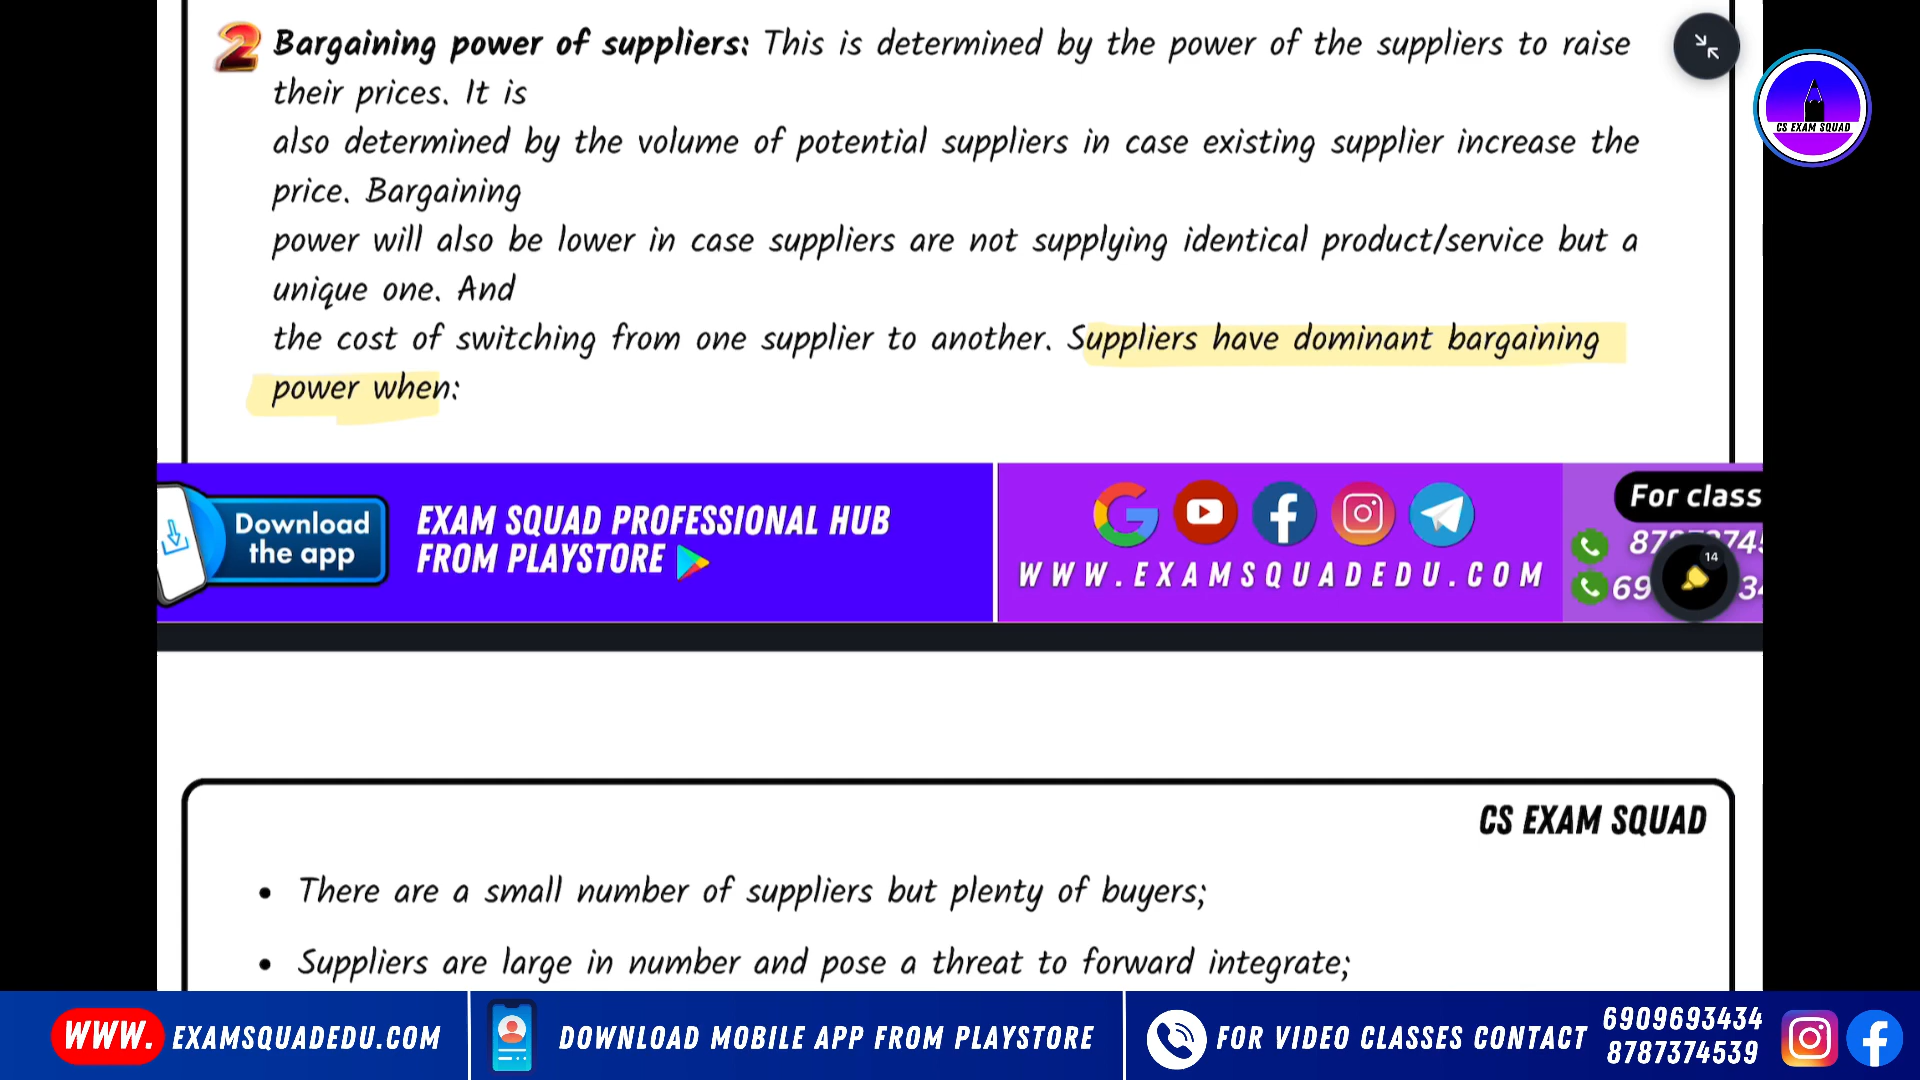 2 Bargaining power of suppliers: This is determined by the power of the suppliers to raise
their prices. It is
also determined by the volume of potential suppliers in case existing supplier increase the
price. Bargaining
power will also be lower in case suppliers are not supplying identical product/service but a
unique one. And
the cost of switching from one supplier to another. Suppliers have dominant bargaining
power when:
CS EXAM SQUAD
Download
the app
EXAM SQUAD PROFESSIONAL HUB
FROM PLAYSTORE
WWW.EXAMSQUADEDU.COM
For class
14
CS EXAM SQUAD
• There are a small number of suppliers but plenty of buyers;
• Suppliers are large in number and pose a threat to forward integrate;
WWW. EXAMSQUADEDU.COM
DOWNLOAD MOBILE APP FROM PLAYSTORE
FOR VIDEO CLASSES CONTACT
6909693434
8787374539